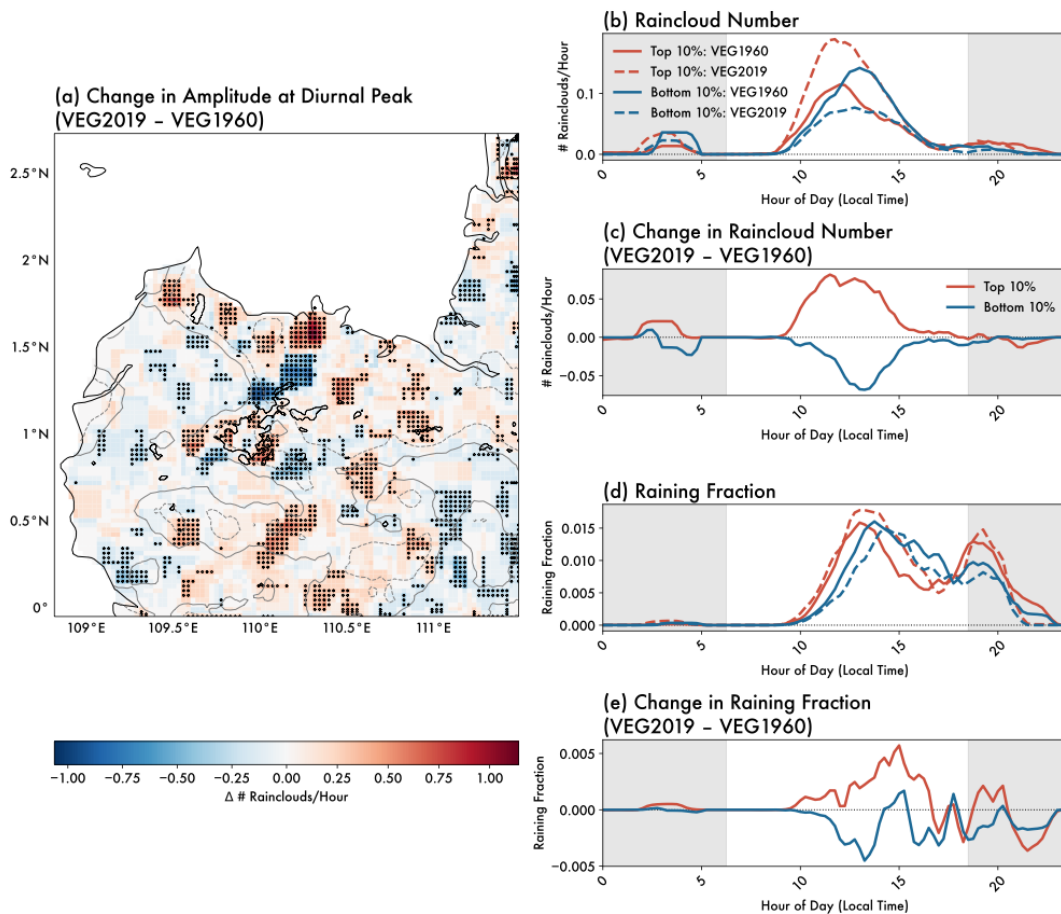 (a) Change in Amplitude at Diurnal Peak
(VEG2019 – VEG1960)
2.5°N
2°N
1.5°N
1°N
0.5°N
0°
109°E
109.5°E
110°E
110.5°E
111°E
−1.00
−0.75
−0.50
−0.25
0.00
0.25
0.50
0.75
1.00
Δ # Rainclouds/Hour
(b) Raincloud Number
# Rainclouds/Hour
0.1
0.0
Top 10%: VEG1960
Top 10%: VEG2019
Bottom 10%: VEG1960
Bottom 10%: VEG2019
0
5
10
15
20
Hour of Day (Local Time)
(c) Change in Raincloud Number
(VEG2019 – VEG1960)
# Rainclouds/Hour
0.05
0.00
−0.05
Top 10%
Bottom 10%
0
5
10
15
20
Hour of Day (Local Time)
(d) Raining Fraction
Raining Fraction
0.015
0.010
0.005
0.000
0
5
10
15
20
Hour of Day (Local Time)
(e) Change in Raining Fraction
(VEG2019 – VEG1960)
Raining Fraction
0.005
0.000
−0.005
0
5
10
15
20
Hour of Day (Local Time)